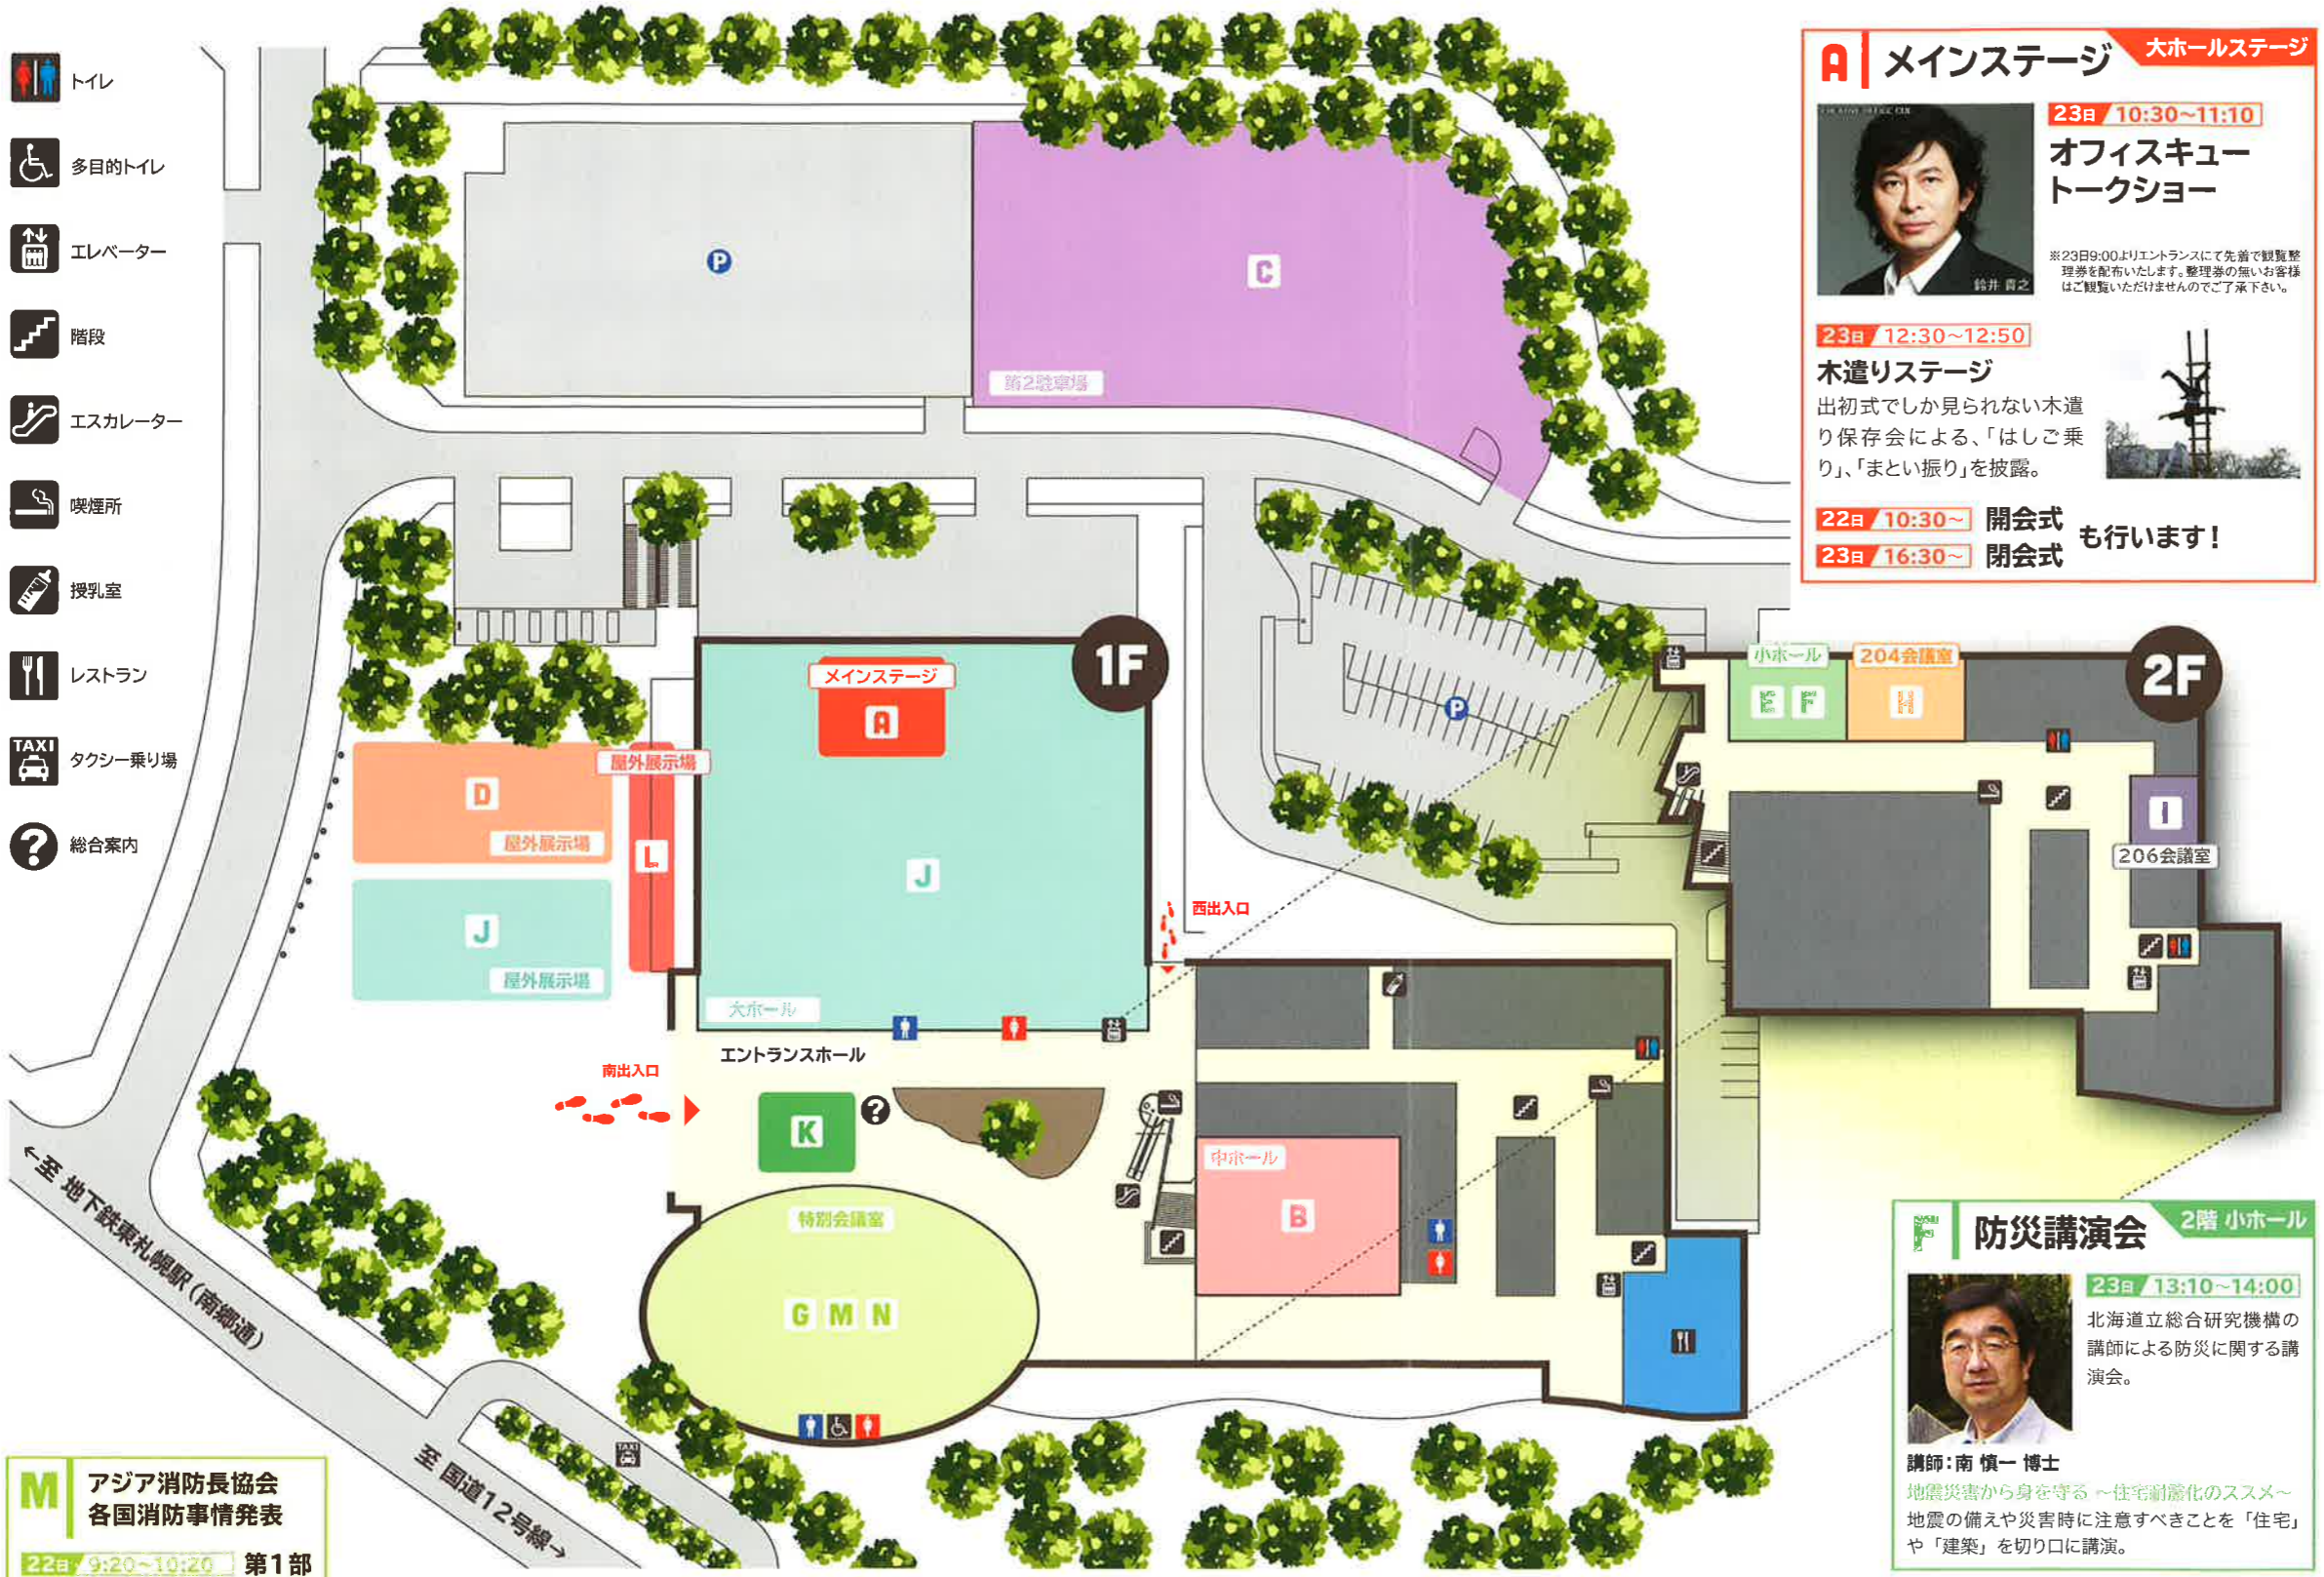 トイレ
多目的トイレ
エレベーター
階段
エスカレーター
喫煙所
授乳室
レストラン
TAXI
タクシー乗り場
?
総合案内
P
C
第2駐車場
A
メインステージ
大ホールステージ
23日 10:30〜11:10
オフィスキュー
トークショー
※23日9:00よりエントランスにて先着で観覧整
理券を配布いたします。整理券の無いお客様
はご観覧いただけませんのでご了承下さい。
鈴井 貴之
23日 12:30〜12:50
木遣りステージ
出初式でしか見られない木遣
り保存会による、「はしご乗
り」、「まとい振り」を披露。
22日 10:30〜 開会式
23日 16:30〜 閉会式
も行います!
1F
メインステージ
A
屋外展示場
D
屋外展示場
L
J
屋外展示場
J
大ホール
西出入口
P
2F
小ホール
204会議室
E F
I
206会議室
エントランスホール
南出入口
K
?
特別会議室
G M N
中ホール
B
←至 地下鉄東札幌駅(南郷通)
至 国道12号線→
TAXI
M
アジア消防長協会
各国消防事情発表
22日 9:20〜10:20 第1部
F
防災講演会
2階 小ホール
23日 13:10〜14:00
北海道立総合研究機構の
講師による防災に関する講
演会。
講師:南 慎一 博士
地震災害から身を守る 〜住宅耐震化のススメ〜
地震の備えや災害時に注意すべきことを「住宅」
や「建築」を切り口に講演。